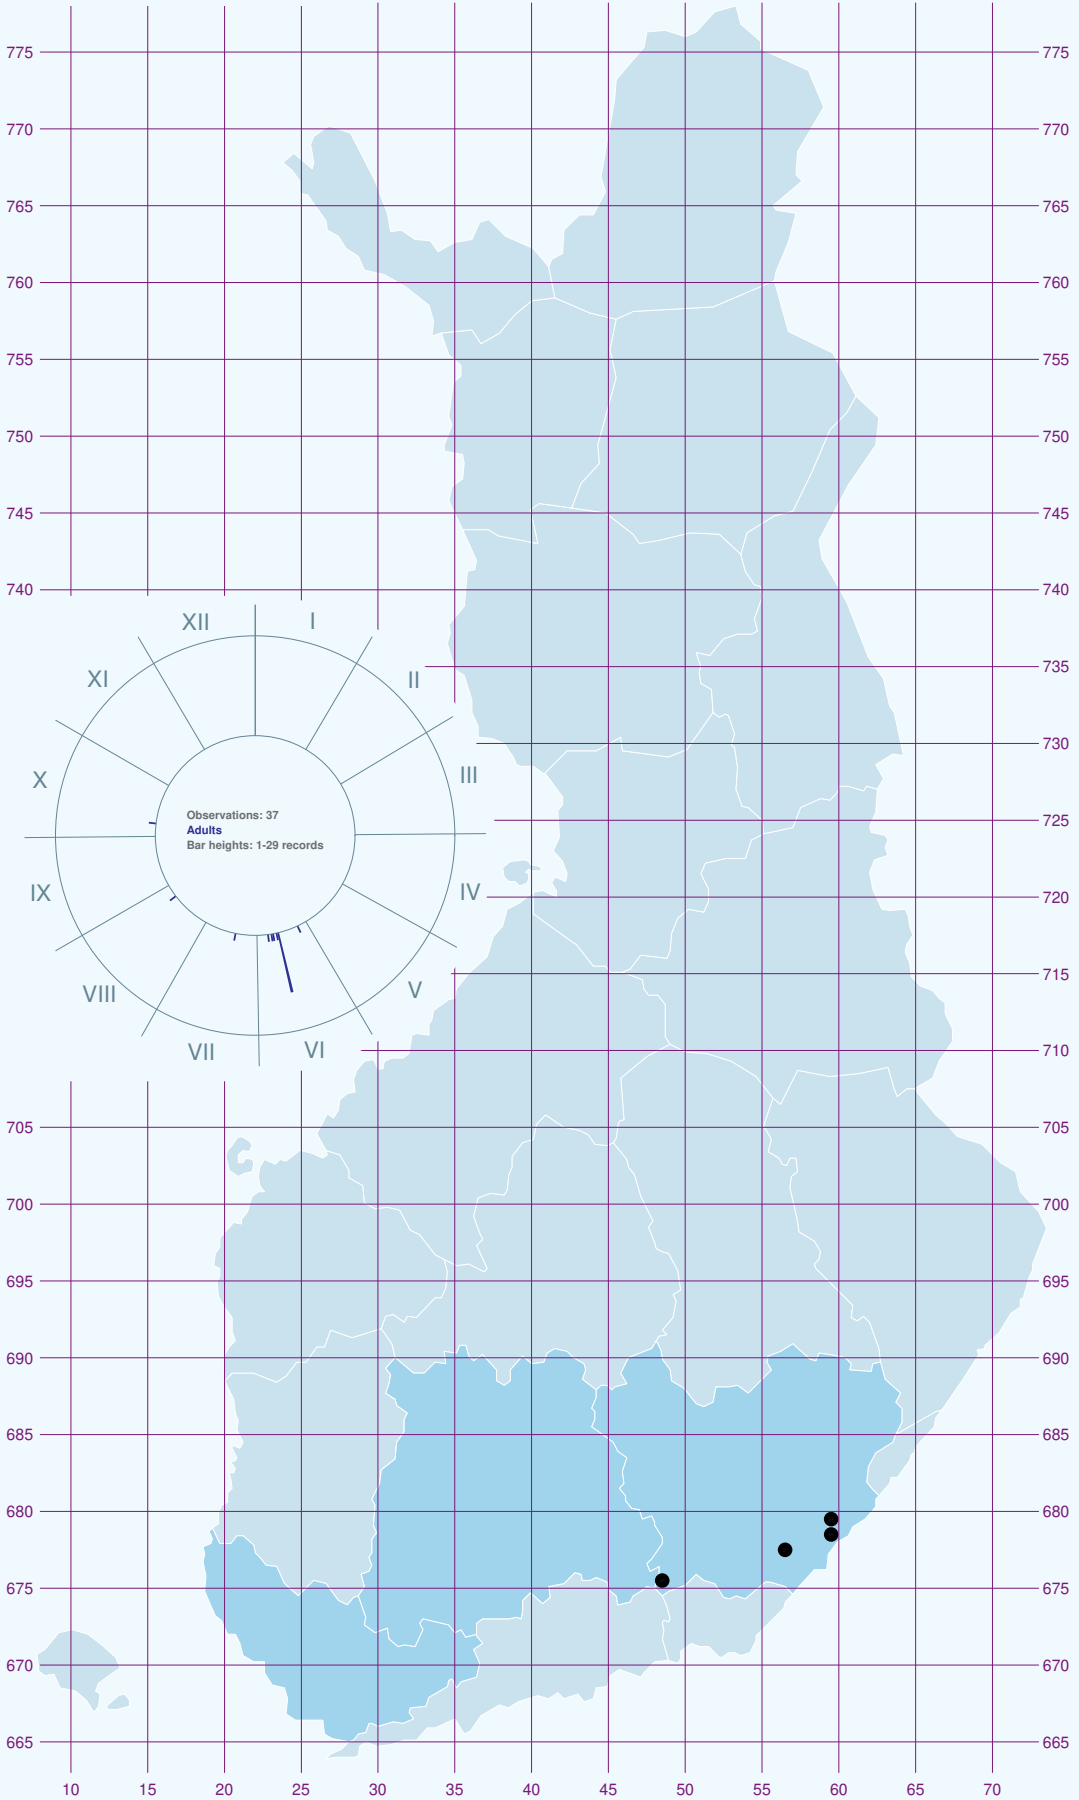 775 775
770 770
765 765
760 760
755 755
750 750
745 745
740 740
XII I
XI II
735
730
X III
Observations: 37
Adults
Bar heights: 1-29 records
725
IX IV
720
715
VIII V
VII VI
710
705 705
700 700
695 695
690 690
685 685
680 680
675 675
670 670
665 665
10 15 20 25 30 35 40 45 50 55 60 65 70